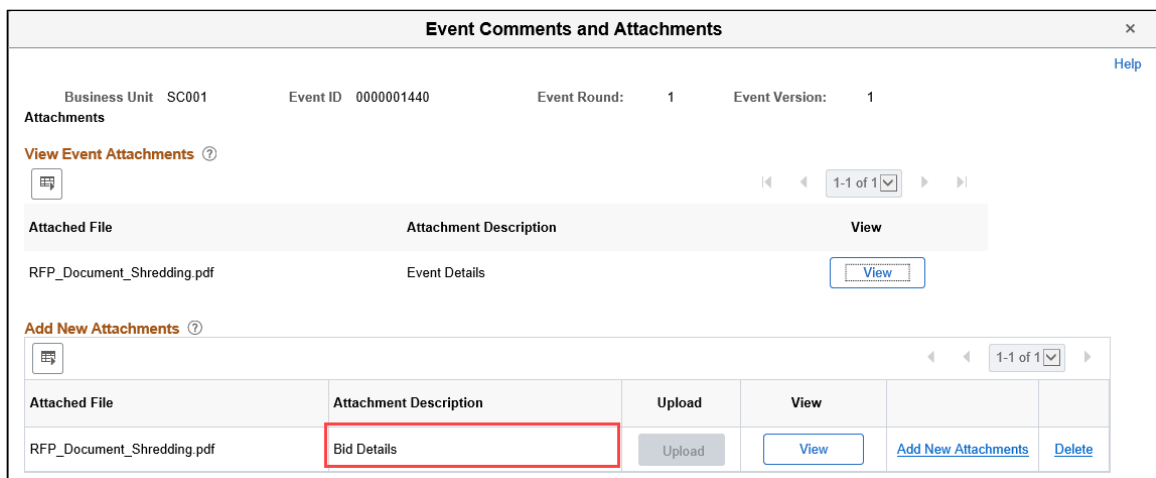 Event Comments and Attachments ×
Help
Business Unit SC001 Event ID 0000001440 Event Round: 1 Event Version: 1
Attachments
View Event Attachments ?
1-1 of 1
Attached File Attachment Description View
RFP_Document_Shredding.pdf Event Details View
Add New Attachments ?
1-1 of 1
Attached File Attachment Description Upload View
RFP_Document_Shredding.pdf Bid Details Upload View Add New Attachments Delete